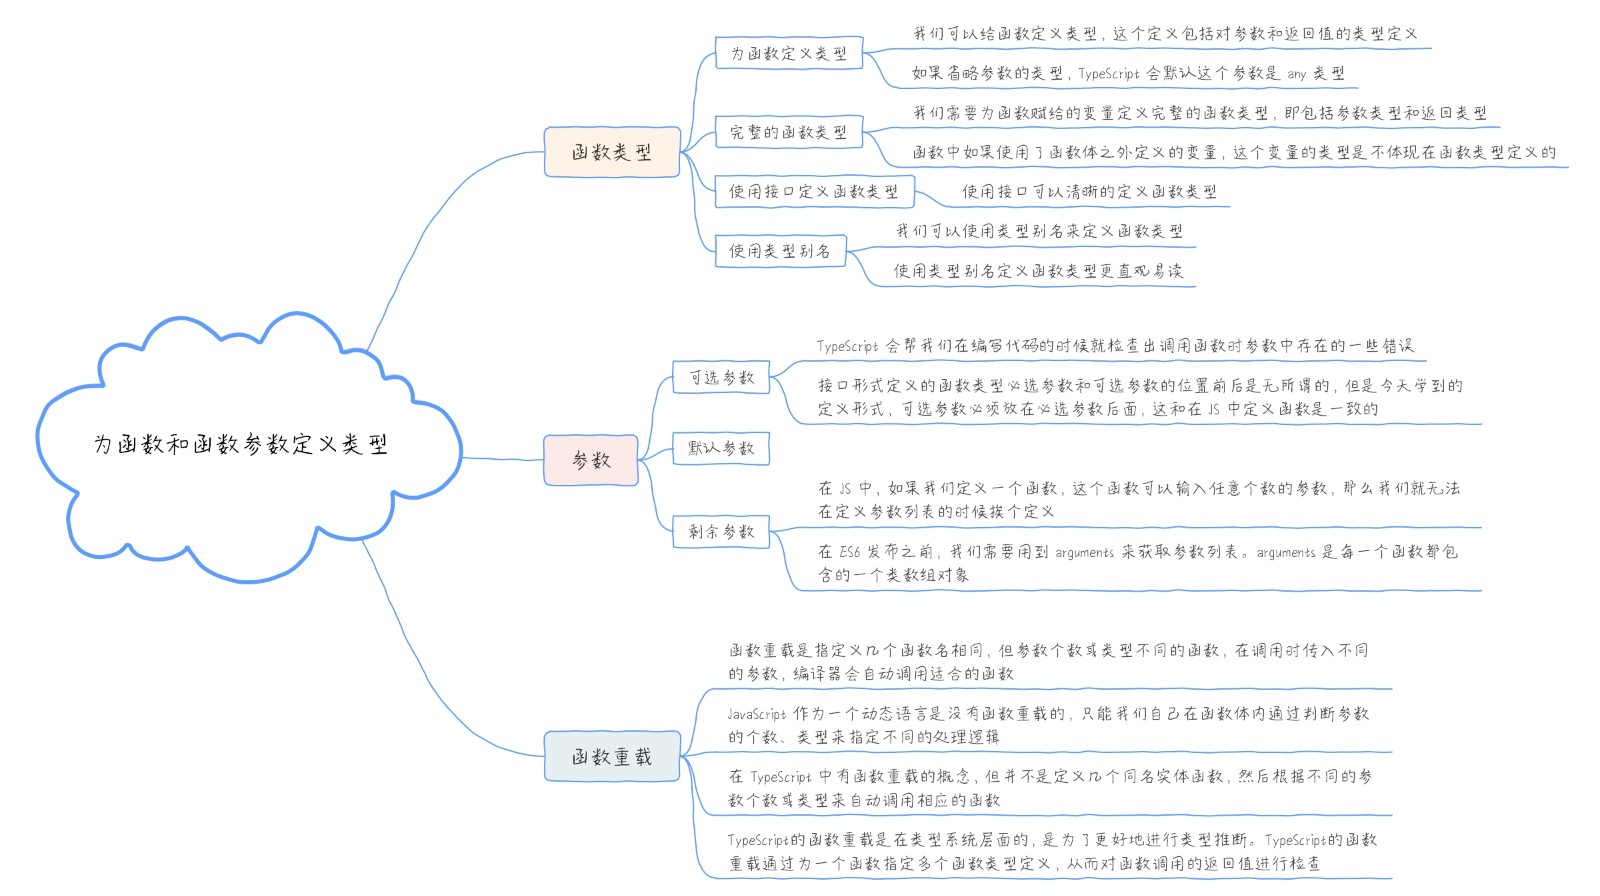 为函数和函数参数定义类型
函数类型
为函数定义类型
我们可以给函数定义类型，这个定义包括对参数和返回值的类型定义
如果省略参数的类型，TypeScript 会默认这个参数是 any 类型
完整的函数类型
我们需要为函数赋给的变量定义完整的函数类型，即包括参数类型和返回类型
函数中如果使用了函数体之外定义的变量，这个变量的类型是不体现在函数类型定义的
使用接口定义函数类型
使用接口可以清晰的定义函数类型
使用类型别名
我们可以使用类型别名来定义函数类型
使用类型别名定义函数类型更直观易读
参数
可选参数
TypeScript 会帮我们在编写代码的时候就检查出调用函数时参数中存在的一些错误
接口形式定义的函数类型必选参数和可选参数的位置前后是无所谓的，但是今天学到的
定义形式，可选参数必须放在必选参数后面，这和在 JS 中定义函数是一致的
默认参数
剩余参数
在 JS 中，如果我们定义一个函数，这个函数可以输入任意个数的参数，那么我们就无法
在定义参数列表的时候挨个定义
在 ES6 发布之前，我们需要用到 arguments 来获取参数列表。arguments 是每一个函数都包
含的一个类数组对象
函数重载
函数重载是指定义几个函数名相同，但参数个数或类型不同的函数，在调用时传入不同
的参数，编译器会自动调用适合的函数
JavaScript 作为一个动态语言是没有函数重载的，只能我们自己在函数体内通过判断参数
的个数、类型来指定不同的处理逻辑
在 TypeScript 中有函数重载的概念，但并不是定义几个同名实体函数，然后根据不同的参
数个数或类型来自动调用相应的函数
TypeScript的函数重载是在类型系统层面的，是为了更好地进行类型推断。TypeScript的函数
重载通过为一个函数指定多个函数类型定义，从而对函数调用的返回值进行检查